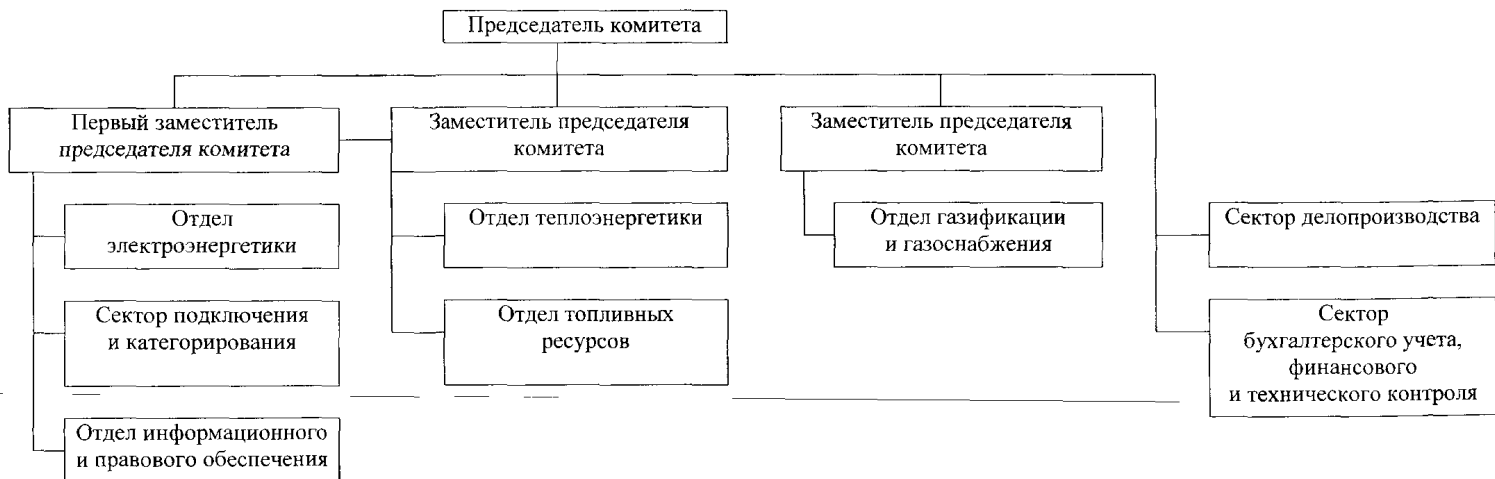 Председатель комитета
Первый заместитель
председателя комитета
Заместитель председателя
комитета
Заместитель председателя
комитета
Отдел
электроэнергетики
Отдел теплоэнергетики
Отдел газификации
и газоснабжения
Сектор делопроизводства
Сектор подключения
и категорирования
Отдел топливных
ресурсов
Сектор
бухгалтерского учета,
финансового
и технического контроля
Отдел информационного
и правового обеспечения